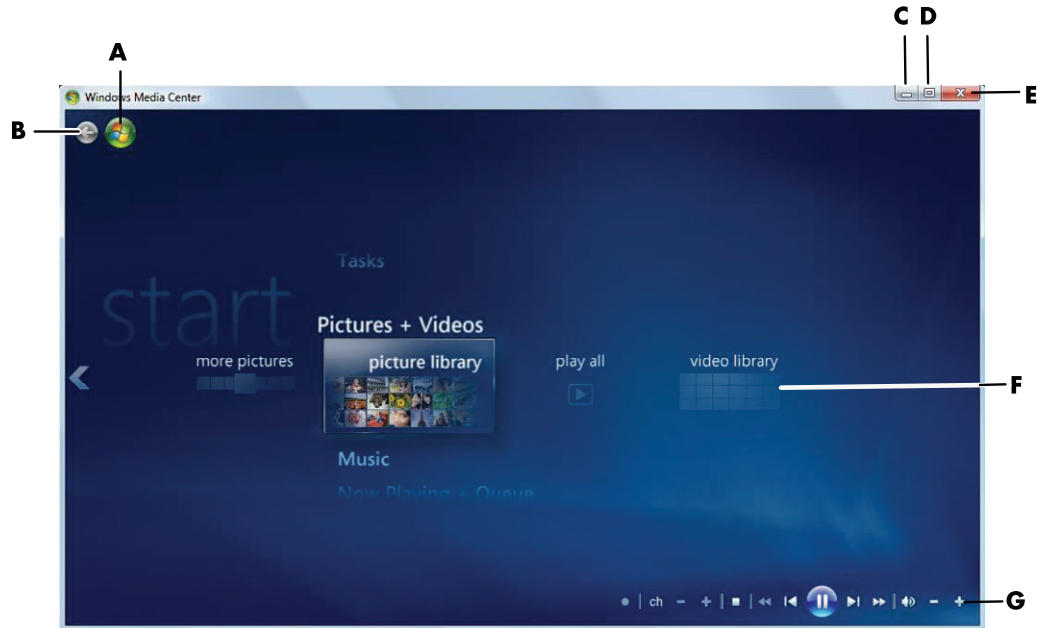 C D
A
Windows Media Center
E
B
Tasks
start
Pictures + Videos
more pictures
picture library
play all
video library
F
Music
Now Playing + Queue
ch - +
- +
G